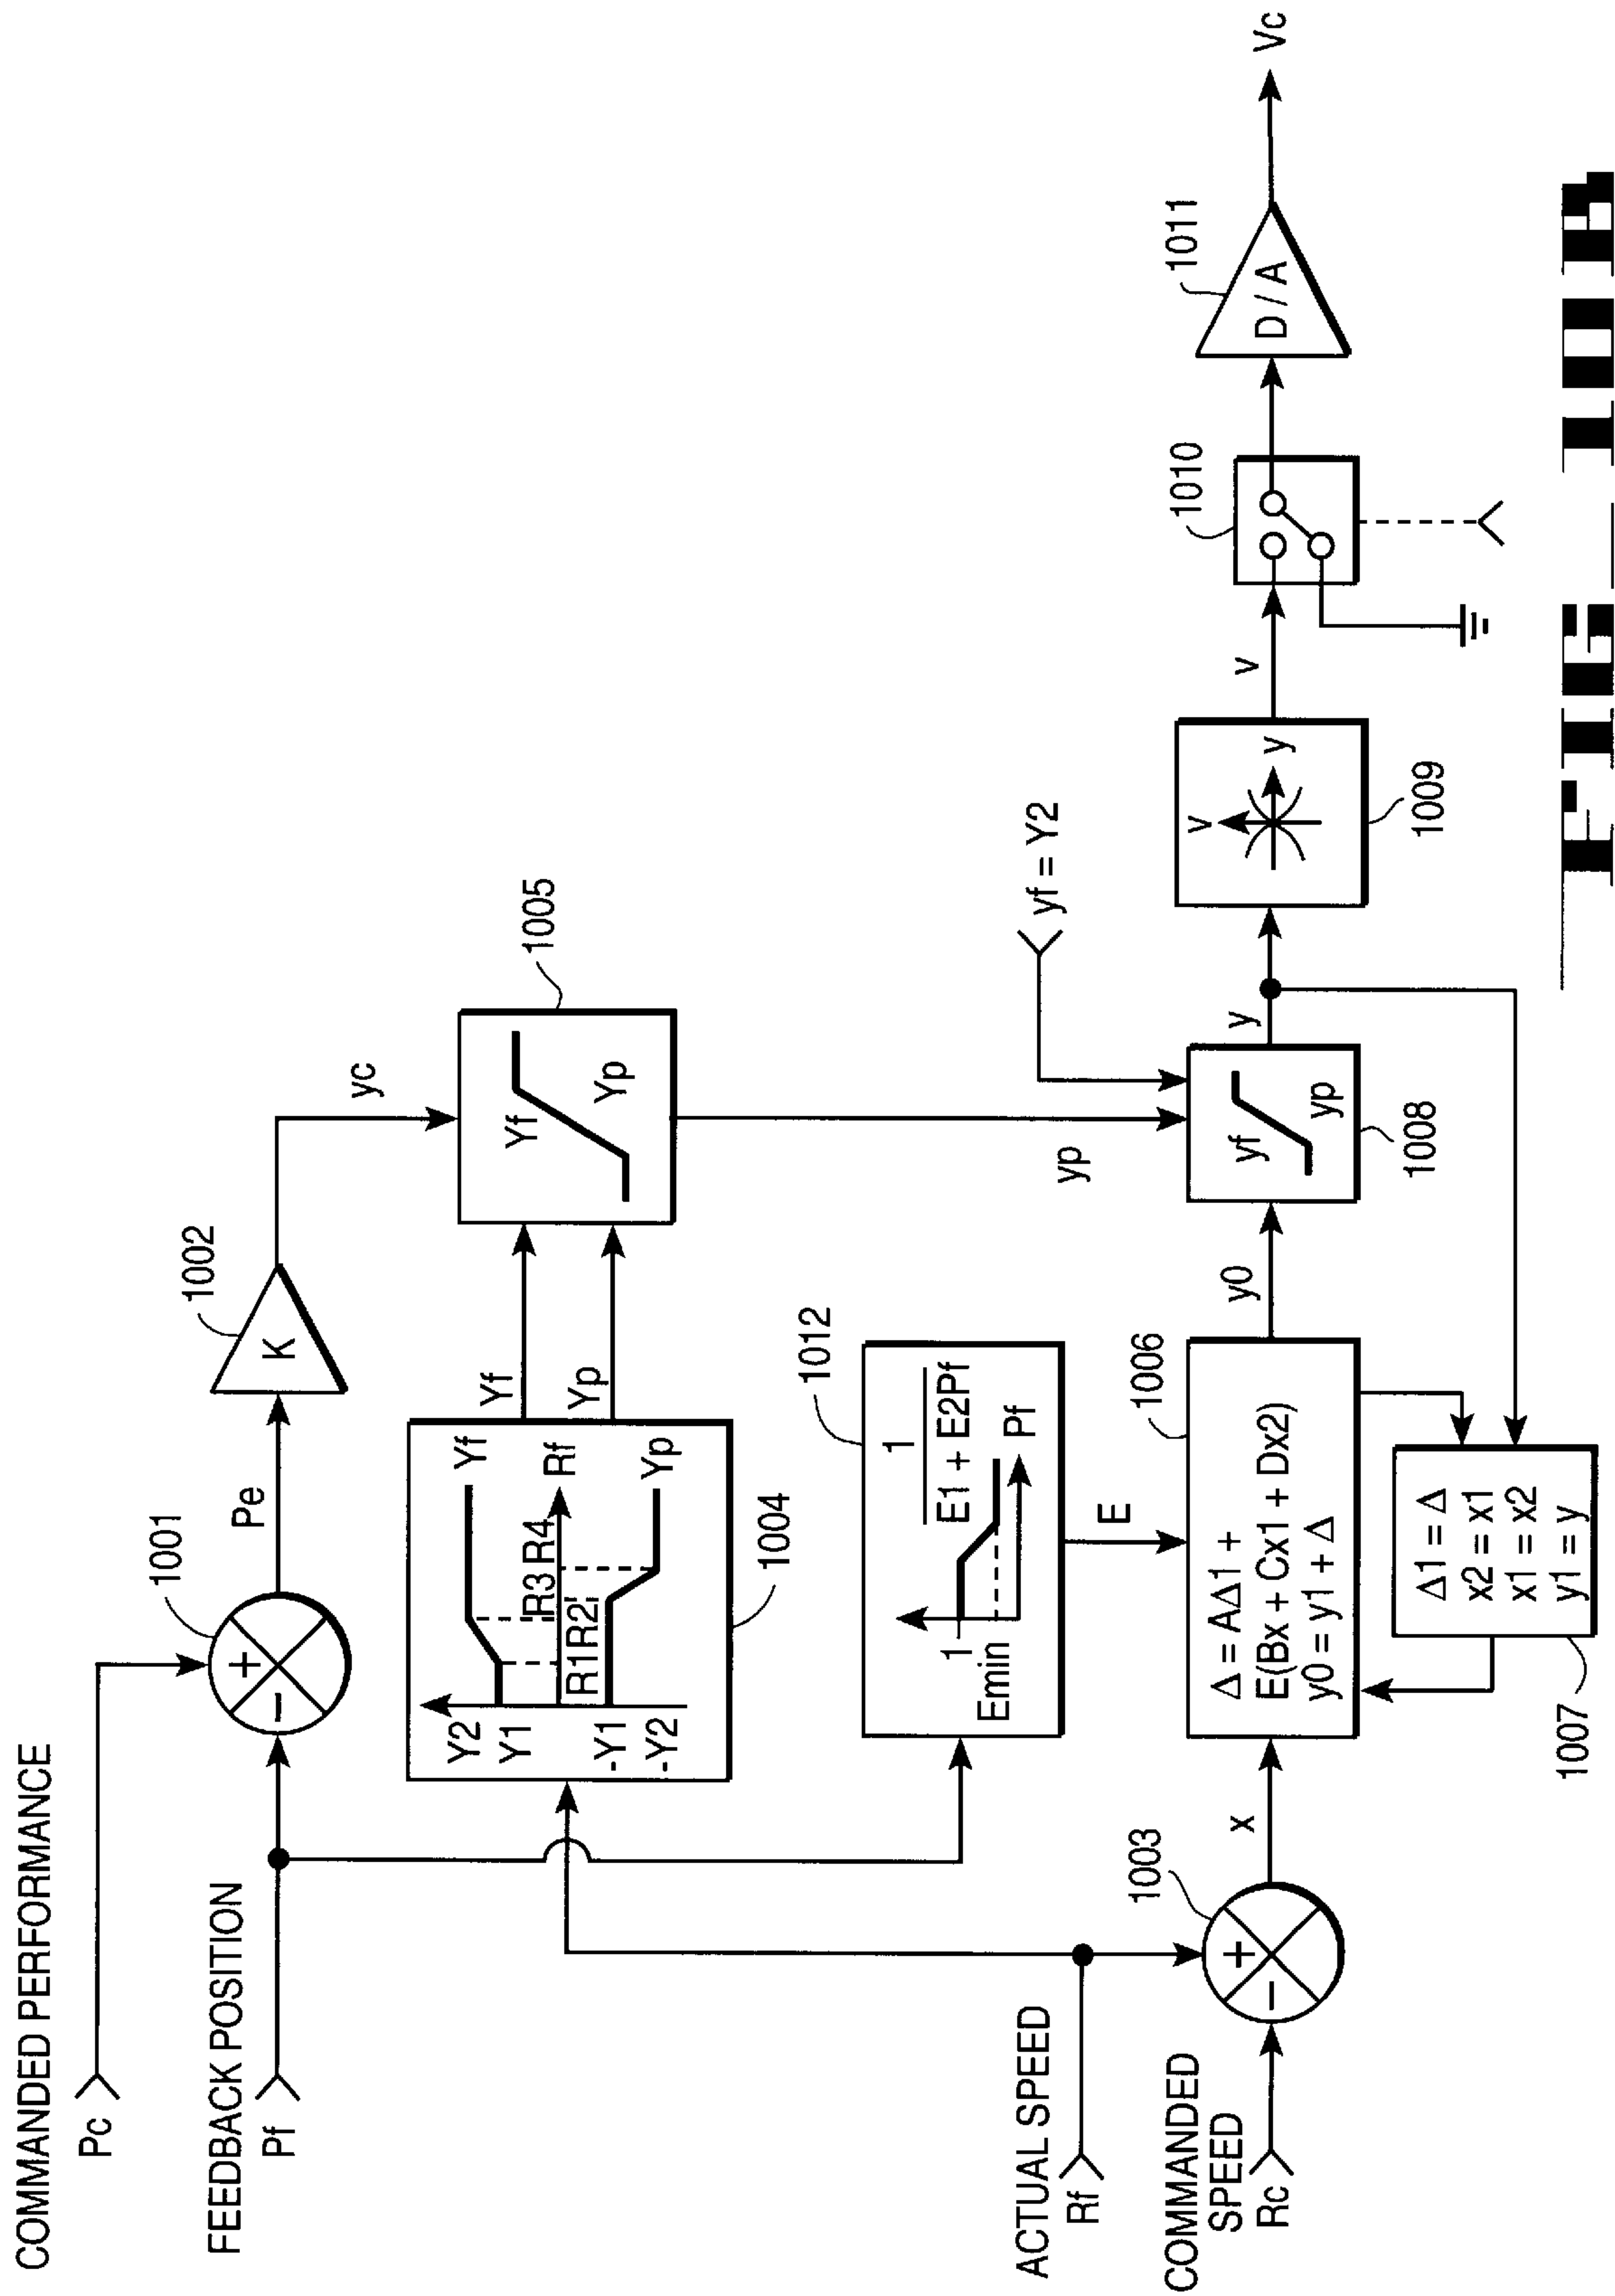 COMMANDED PERFORMANCE
Pc
FEEDBACK POSITION
Pf
+
−
1001
Pe
K
1002
yc
Yf
Yp
1005
Y2
Y1
-Y1
-Y2
R1R2
R3 R4
Rf
Yf
Yp
1004
Yf
Yp
1
E1 + E2Pf
1
Emin
Pf
1012
E
yp
yf = Y2
ACTUAL SPEED
Rf
COMMANDED
SPEED
Rc
+
−
1003
x
Δ = AΔ1 +
E(Bx + Cx1 + Dx2)
y0 = y1 + Δ
1006
Δ1 = Δ
x2 = x1
x1 = x2
y1 = y
1007
y0
yf
yp
1008
y
v
y
1009
v
1010
D / A
1011
Vc
FIG_10A